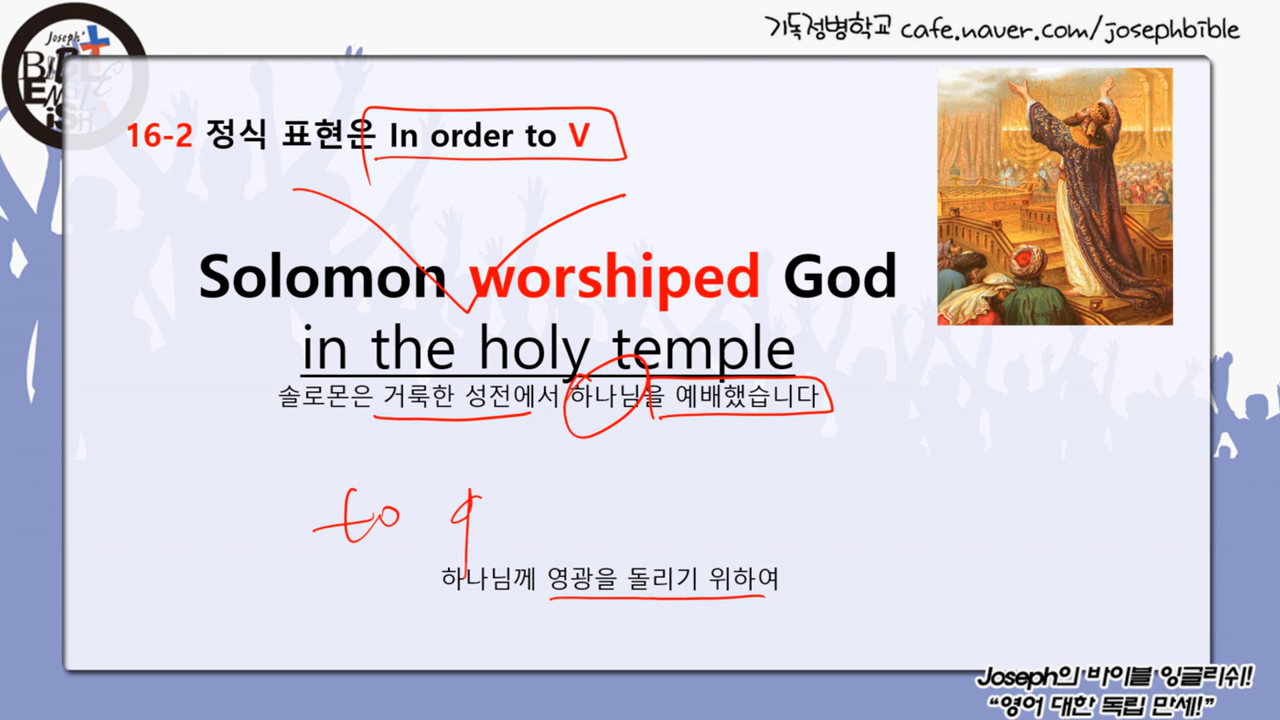 기독정병학교 cafe.naver.com/josephbible
Joseph'
BIBLE
ENGLISH
16-2 정식 표현은 In order to V
Solomon worshiped God
in the holy temple
솔로몬은 거룩한 성전에서 하나님을 예배했습니다
to g
하나님께 영광을 돌리기 위하여
Joseph의 바이블 잉글리쉬!
“영어 대한 독립 만세!”